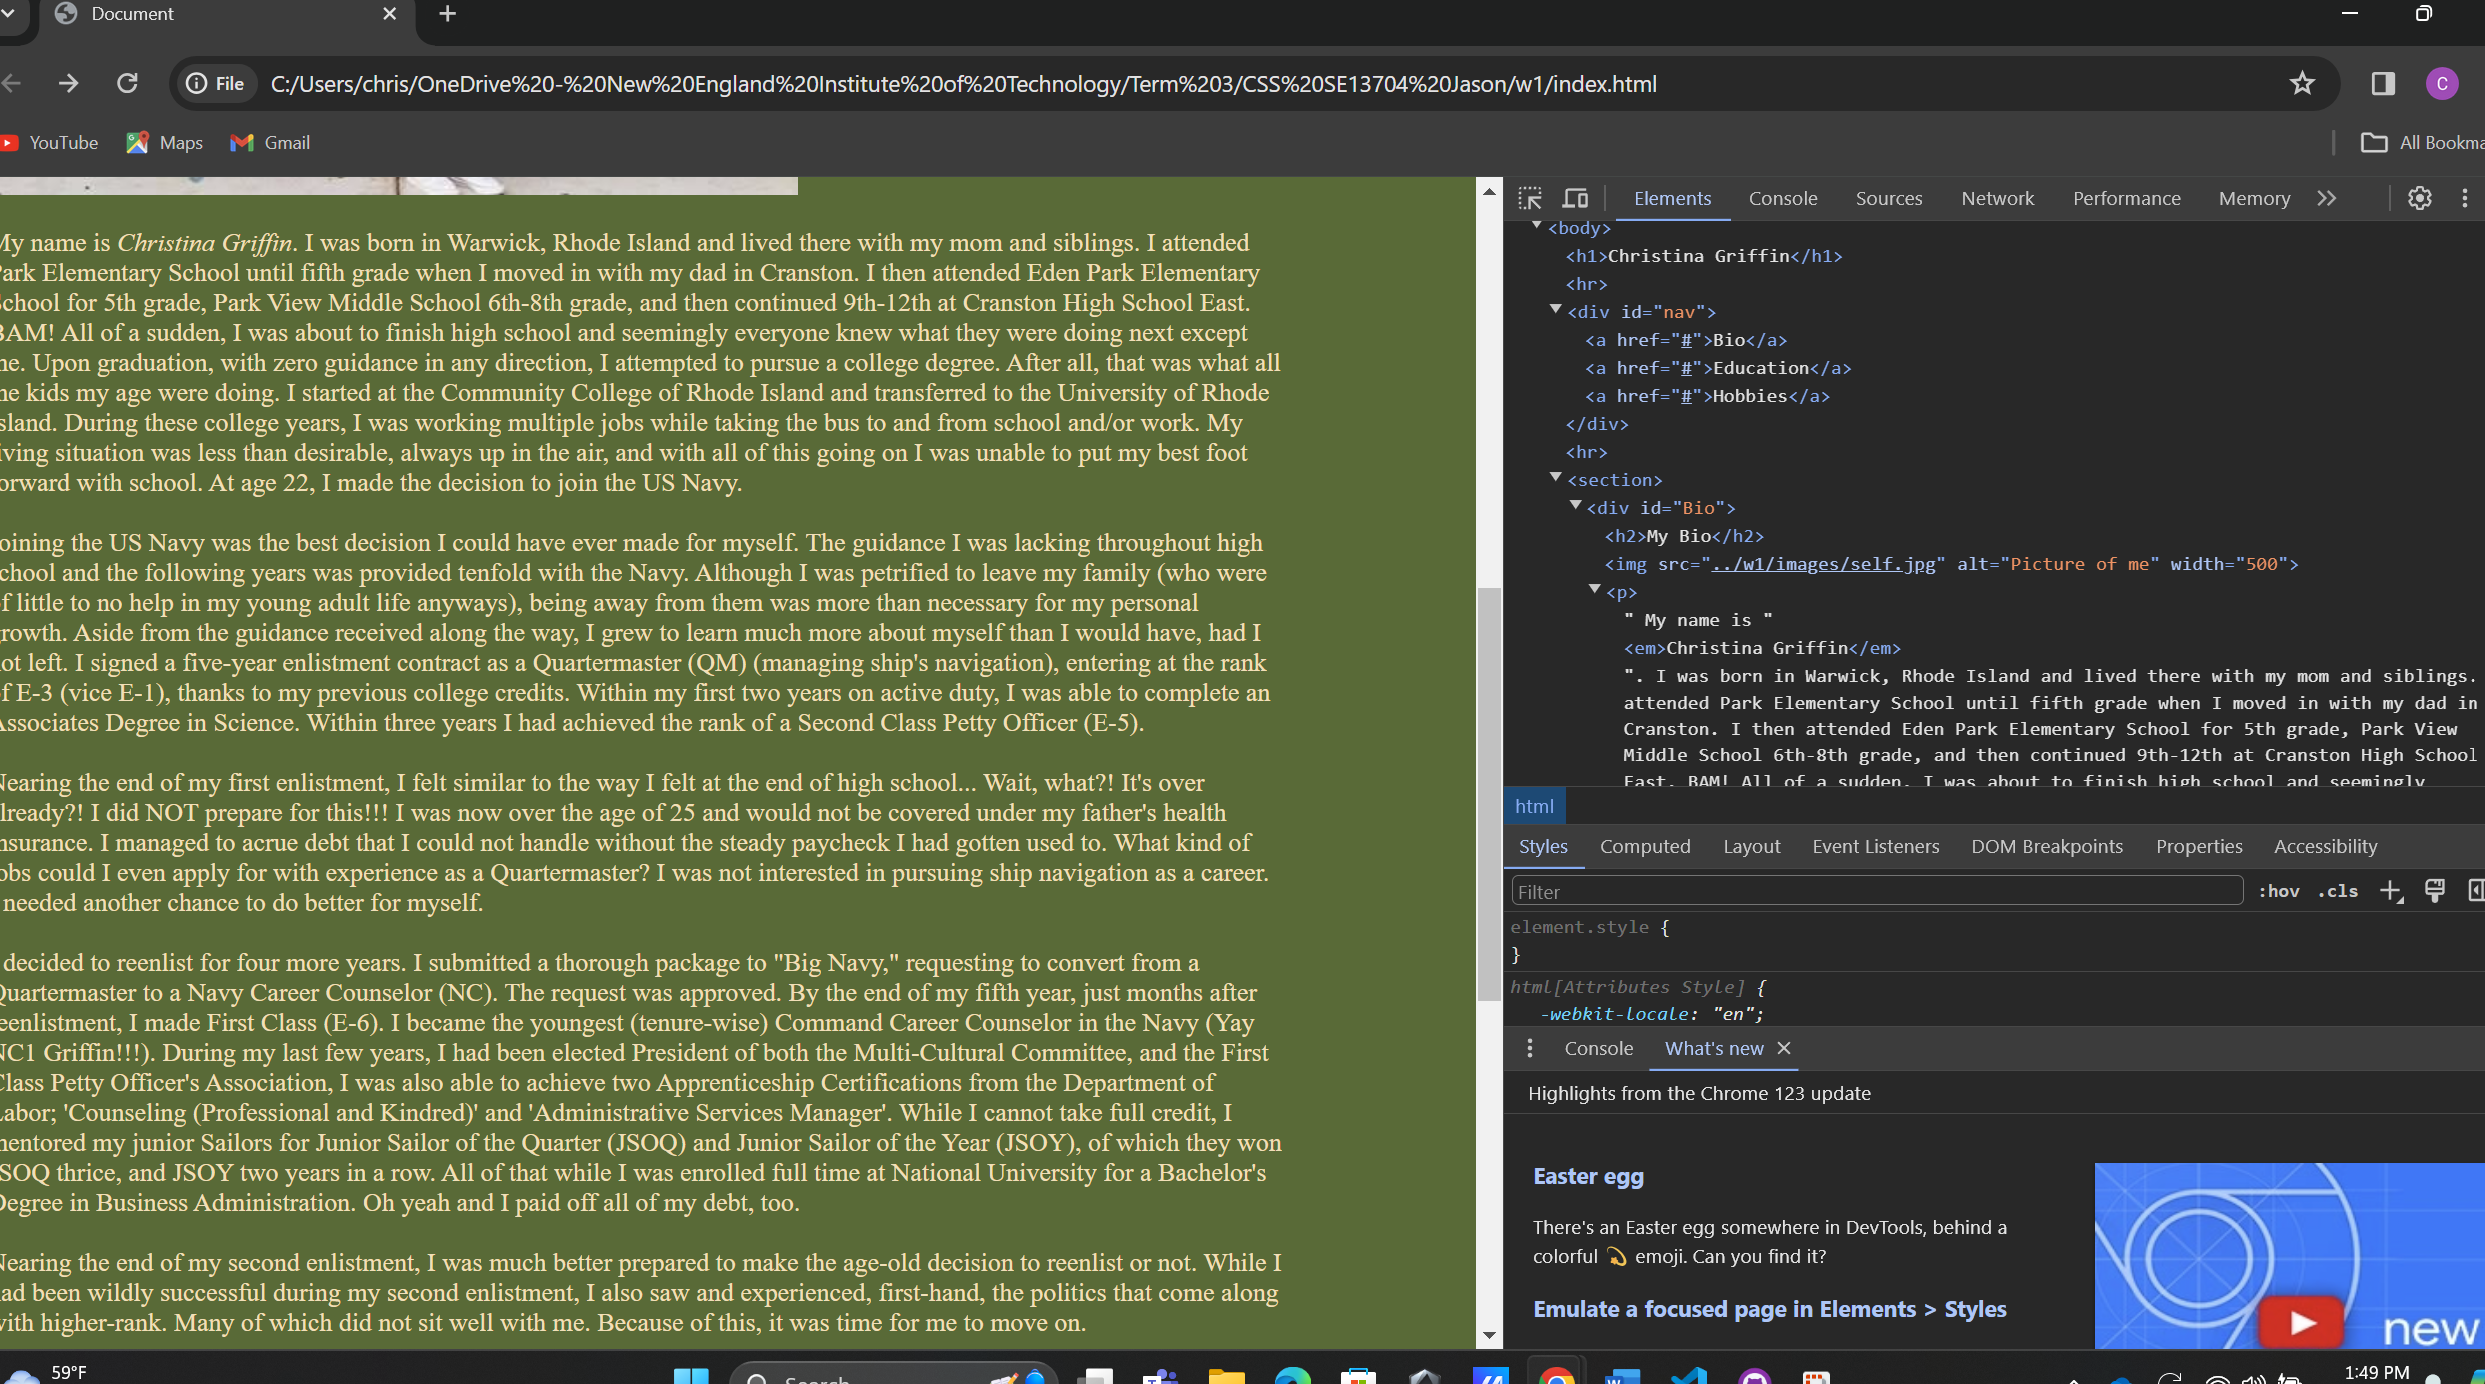 Document
File
C:/Users/chris/OneDrive%20-%20New%20England%20Institute%20of%20Technology/Term%203/CSS%20SE13704%20Jason/w1/index.html
C
YouTube Maps Gmail
All Bookma
My name is Christina Griffin. I was born in Warwick, Rhode Island and lived there with my mom and siblings. I attended
Park Elementary School until fifth grade when I moved in with my dad in Cranston. I then attended Eden Park Elementary
School for 5th grade, Park View Middle School 6th-8th grade, and then continued 9th-12th at Cranston High School East.
BAM! All of a sudden, I was about to finish high school and seemingly everyone knew what they were doing next except
me. Upon graduation, with zero guidance in any direction, I attempted to pursue a college degree. After all, that was what all
he kids my age were doing. I started at the Community College of Rhode Island and transferred to the University of Rhode
sland. During these college years, I was working multiple jobs while taking the bus to and from school and/or work. My
iving situation was less than desirable, always up in the air, and with all of this going on I was unable to put my best foot
orward with school. At age 22, I made the decision to join the US Navy.
oining the US Navy was the best decision I could have ever made for myself. The guidance I was lacking throughout high
chool and the following years was provided tenfold with the Navy. Although I was petrified to leave my family (who were
of little to no help in my young adult life anyways), being away from them was more than necessary for my personal
growth. Aside from the guidance received along the way, I grew to learn much more about myself than I would have, had I
not left. I signed a five-year enlistment contract as a Quartermaster (QM) (managing ship's navigation), entering at the rank
of E-3 (vice E-1), thanks to my previous college credits. Within my first two years on active duty, I was able to complete an
Associates Degree in Science. Within three years I had achieved the rank of a Second Class Petty Officer (E-5).
Nearing the end of my first enlistment, I felt similar to the way I felt at the end of high school... Wait, what?! It's over
lready?! I did NOT prepare for this!!! I was now over the age of 25 and would not be covered under my father's health
nsurance. I managed to acrue debt that I could not handle without the steady paycheck I had gotten used to. What kind of
obs could I even apply for with experience as a Quartermaster? I was not interested in pursuing ship navigation as a career.
needed another chance to do better for myself.
decided to reenlist for four more years. I submitted a thorough package to "Big Navy," requesting to convert from a
Quartermaster to a Navy Career Counselor (NC). The request was approved. By the end of my fifth year, just months after
eenlistment, I made First Class (E-6). I became the youngest (tenure-wise) Command Career Counselor in the Navy (Yay
NC1 Griffin!!!). During my last few years, I had been elected President of both the Multi-Cultural Committee, and the First
Class Petty Officer's Association, I was also able to achieve two Apprenticeship Certifications from the Department of
Labor; 'Counseling (Professional and Kindred)' and 'Administrative Services Manager'. While I cannot take full credit, I
mentored my junior Sailors for Junior Sailor of the Quarter (JSOQ) and Junior Sailor of the Year (JSOY), of which they won
JSOQ thrice, and JSOY two years in a row. All of that while I was enrolled full time at National University for a Bachelor's
Degree in Business Administration. Oh yeah and I paid off all of my debt, too.
Nearing the end of my second enlistment, I was much better prepared to make the age-old decision to reenlist or not. While I
had been wildly successful during my second enlistment, I also saw and experienced, first-hand, the politics that come along
with higher-rank. Many of which did not sit well with me. Because of this, it was time for me to move on.
Elements Console Sources Network Performance Memory
<body>
<h1>Christina Griffin</h1>
<hr>
<div id="nav">
<a href="#">Bio</a>
<a href="#">Education</a>
<a href="#">Hobbies</a>
</div>
<hr>
<section>
<div id="Bio">
<h2>My Bio</h2>
<img src="../w1/images/self.jpg" alt="Picture of me" width="500">
<p>
" My name is "
<em>Christina Griffin</em>
". I was born in Warwick, Rhode Island and lived there with my mom and siblings.
attended Park Elementary School until fifth grade when I moved in with my dad in
Cranston. I then attended Eden Park Elementary School for 5th grade, Park View
Middle School 6th-8th grade, and then continued 9th-12th at Cranston High School
East. BAM! All of a sudden, I was about to finish high school and seemingly
html
Styles Computed Layout Event Listeners DOM Breakpoints Properties Accessibility
Filter :hov .cls
element.style {
}
html[Attributes Style] {
-webkit-locale: "en";
Console What's new
Highlights from the Chrome 123 update
Easter egg
There's an Easter egg somewhere in DevTools, behind a
colorful 💫 emoji. Can you find it?
Emulate a focused page in Elements > Styles
new
59°F
Search
1:49 PM